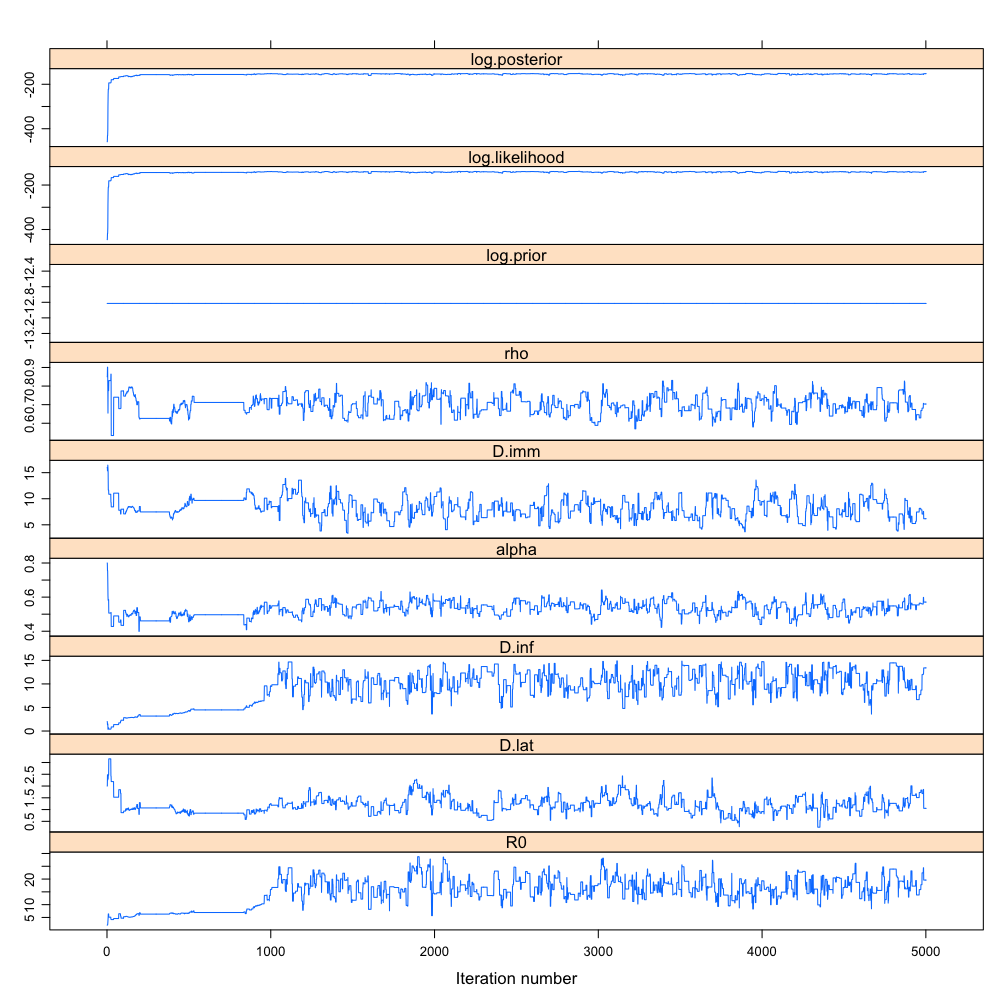 log.posterior
-200
-400
log.likelihood
-200
-400
log.prior
-12.4
-12.8
-13.2
rho
0.9
0.8
0.7
0.6
D.imm
15
10
5
alpha
0.8
0.6
0.4
D.inf
15
10
5
0
D.lat
2.5
1.5
0.5
R0
20
10
5
0 1000 2000 3000 4000 5000
Iteration number